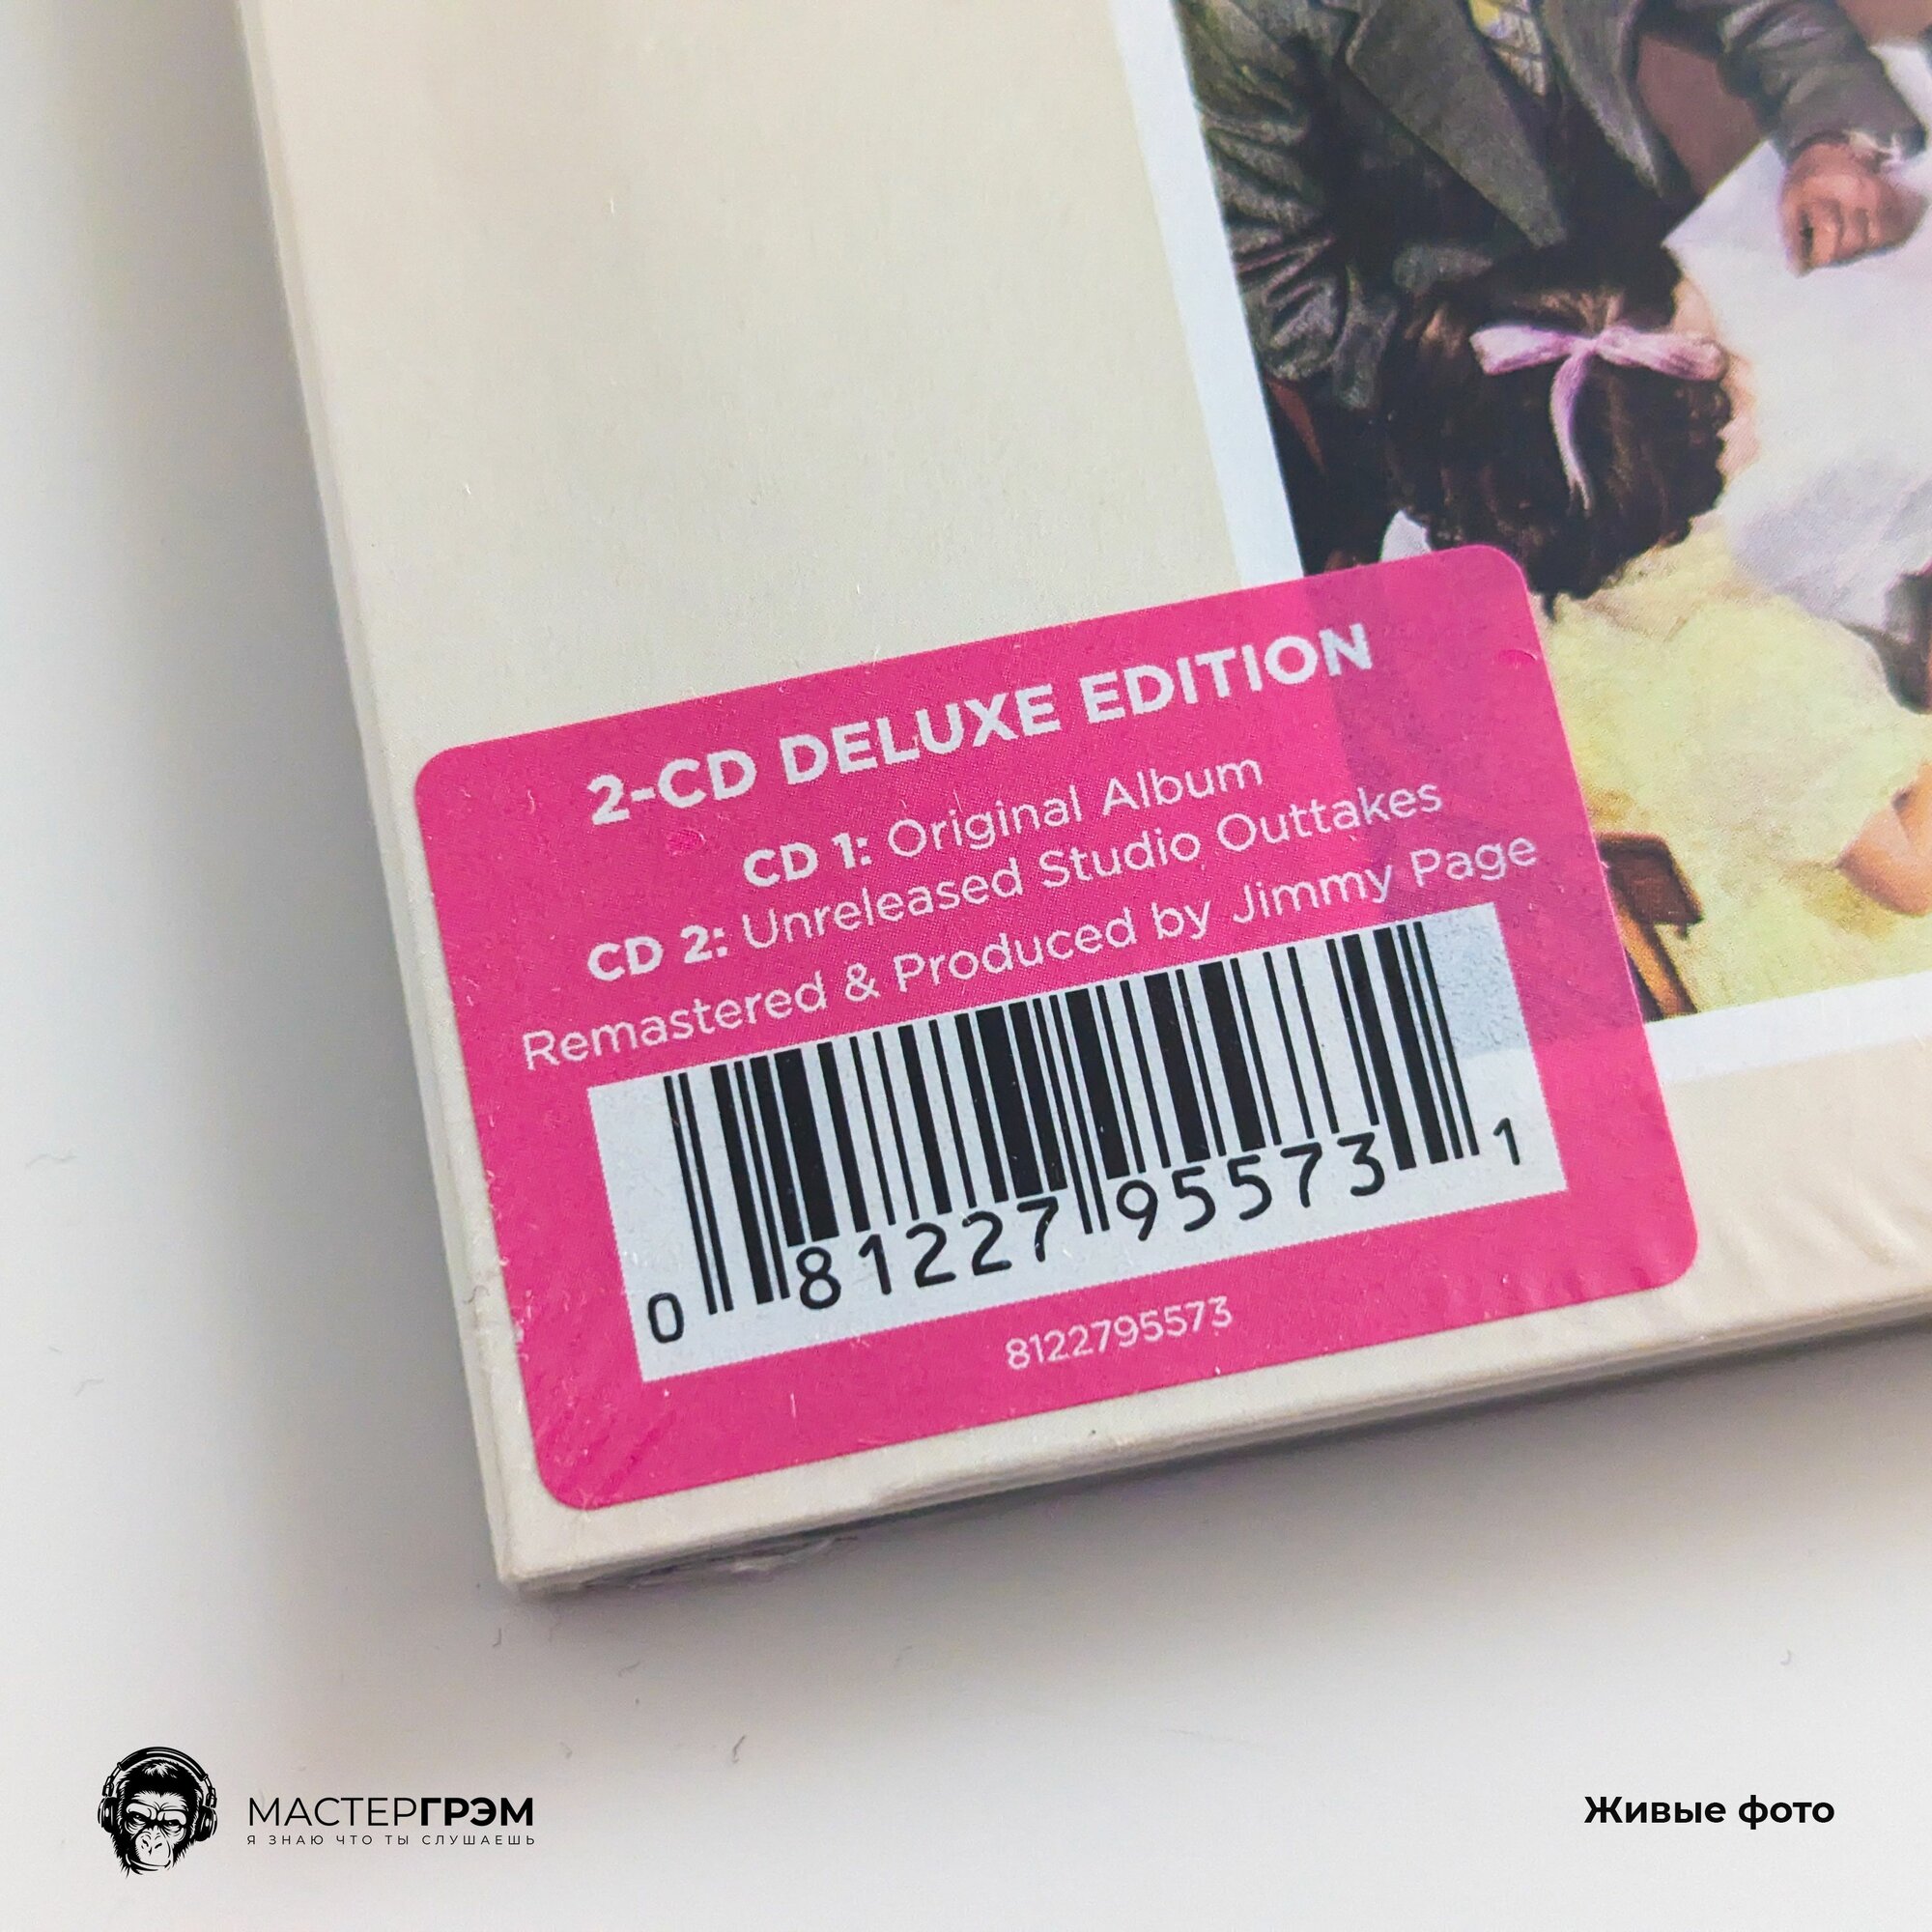 2-CD DELUXE EDITION
CD 1: Original Album
CD 2: Unreleased Studio Outtakes
Remastered & Produced by Jimmy Page
0 81227 95573 1
8122795573
МАСТЕРГРЭМ
Я ЗНАЮ ЧТО ТЫ СЛУШАЕШЬ
Живые фото